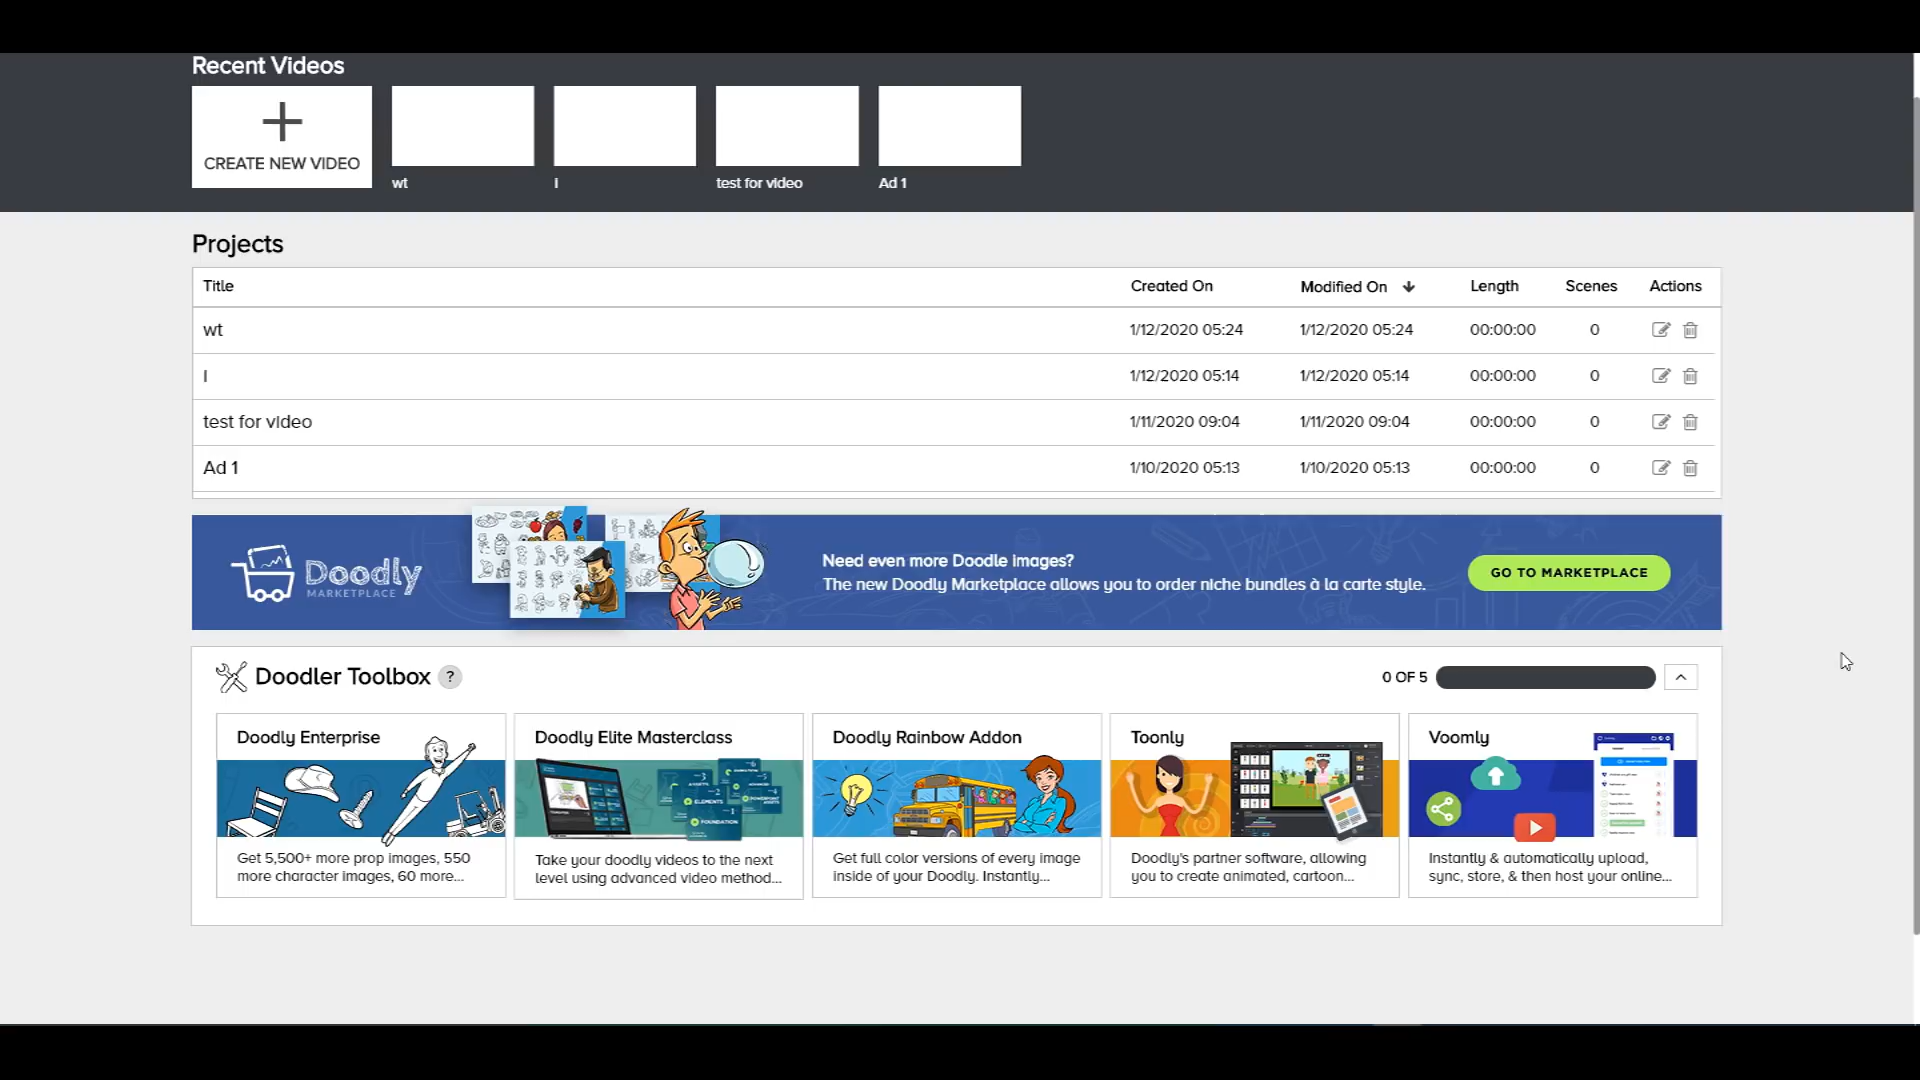 Recent Videos
CREATE NEW VIDEO
wt
l
test for video
Ad 1
Projects
Title
Created On
Modified On
Length
Scenes
Actions
wt
1/12/2020 05:24
1/12/2020 05:24
00:00:00
0
l
1/12/2020 05:14
1/12/2020 05:14
00:00:00
0
test for video
1/11/2020 09:04
1/11/2020 09:04
00:00:00
0
Ad 1
1/10/2020 05:13
1/10/2020 05:13
00:00:00
0
Doodly
MARKETPLACE
Need even more Doodle images?
The new Doodly Marketplace allows you to order niche bundles à la carte style.
GO TO MARKETPLACE
Doodler Toolbox ?
0 OF 5
Doodly Enterprise
Get 5,500+ more prop images, 550
more character images, 60 more...
Doodly Elite Masterclass
ELEMENTS
FOUNDATION
Take your doodly videos to the next
level using advanced video method...
Doodly Rainbow Addon
Get full color versions of every image
inside of your Doodly. Instantly...
Toonly
Doodly's partner software, allowing
you to create animated, cartoon...
Voomly
Instantly & automatically upload,
sync, store, & then host your online...